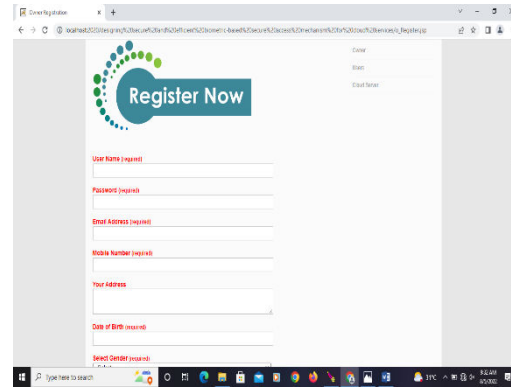 Owner Registration
Owner
Cloud Server
Register Now
User Name (required)
Password (required)
Email Address (required)
Mobile Number (required)
Your Address
Date of Birth (required)
Select Gender (required)
Type here to search
31°C